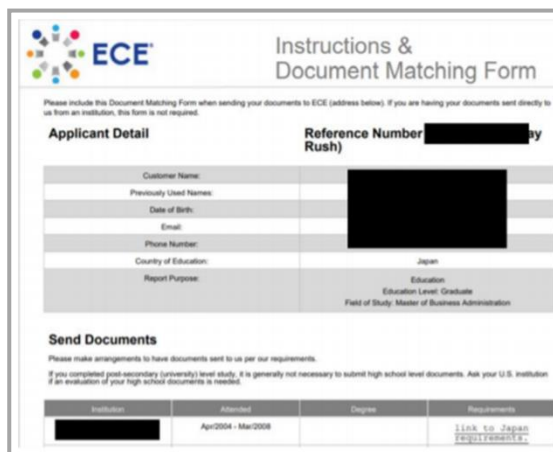 ECE®
Instructions &
Document Matching Form
Please include this Document Matching Form when sending your documents to ECE (address below). If you are having your documents sent directly to
us from an institution, this form is not required.
Applicant Detail
Reference Number ay
Rush)
Customer Name:
Previously Used Names:
Date of Birth:
Email:
Phone Number:
Country of Education: Japan
Report Purpose: Education
Education Level: Graduate
Field of Study: Master of Business Administration
Send Documents
Please make arrangements to have documents sent to us per our requirements.
If you completed post-secondary (university) level study, it is generally not necessary to submit high school level documents. Ask your U.S. institution
if an evaluation of your high school documents is needed.
Institution Attended Degree Requirements
Apr/2004 - Mar/2008 link to Japan
requirements.